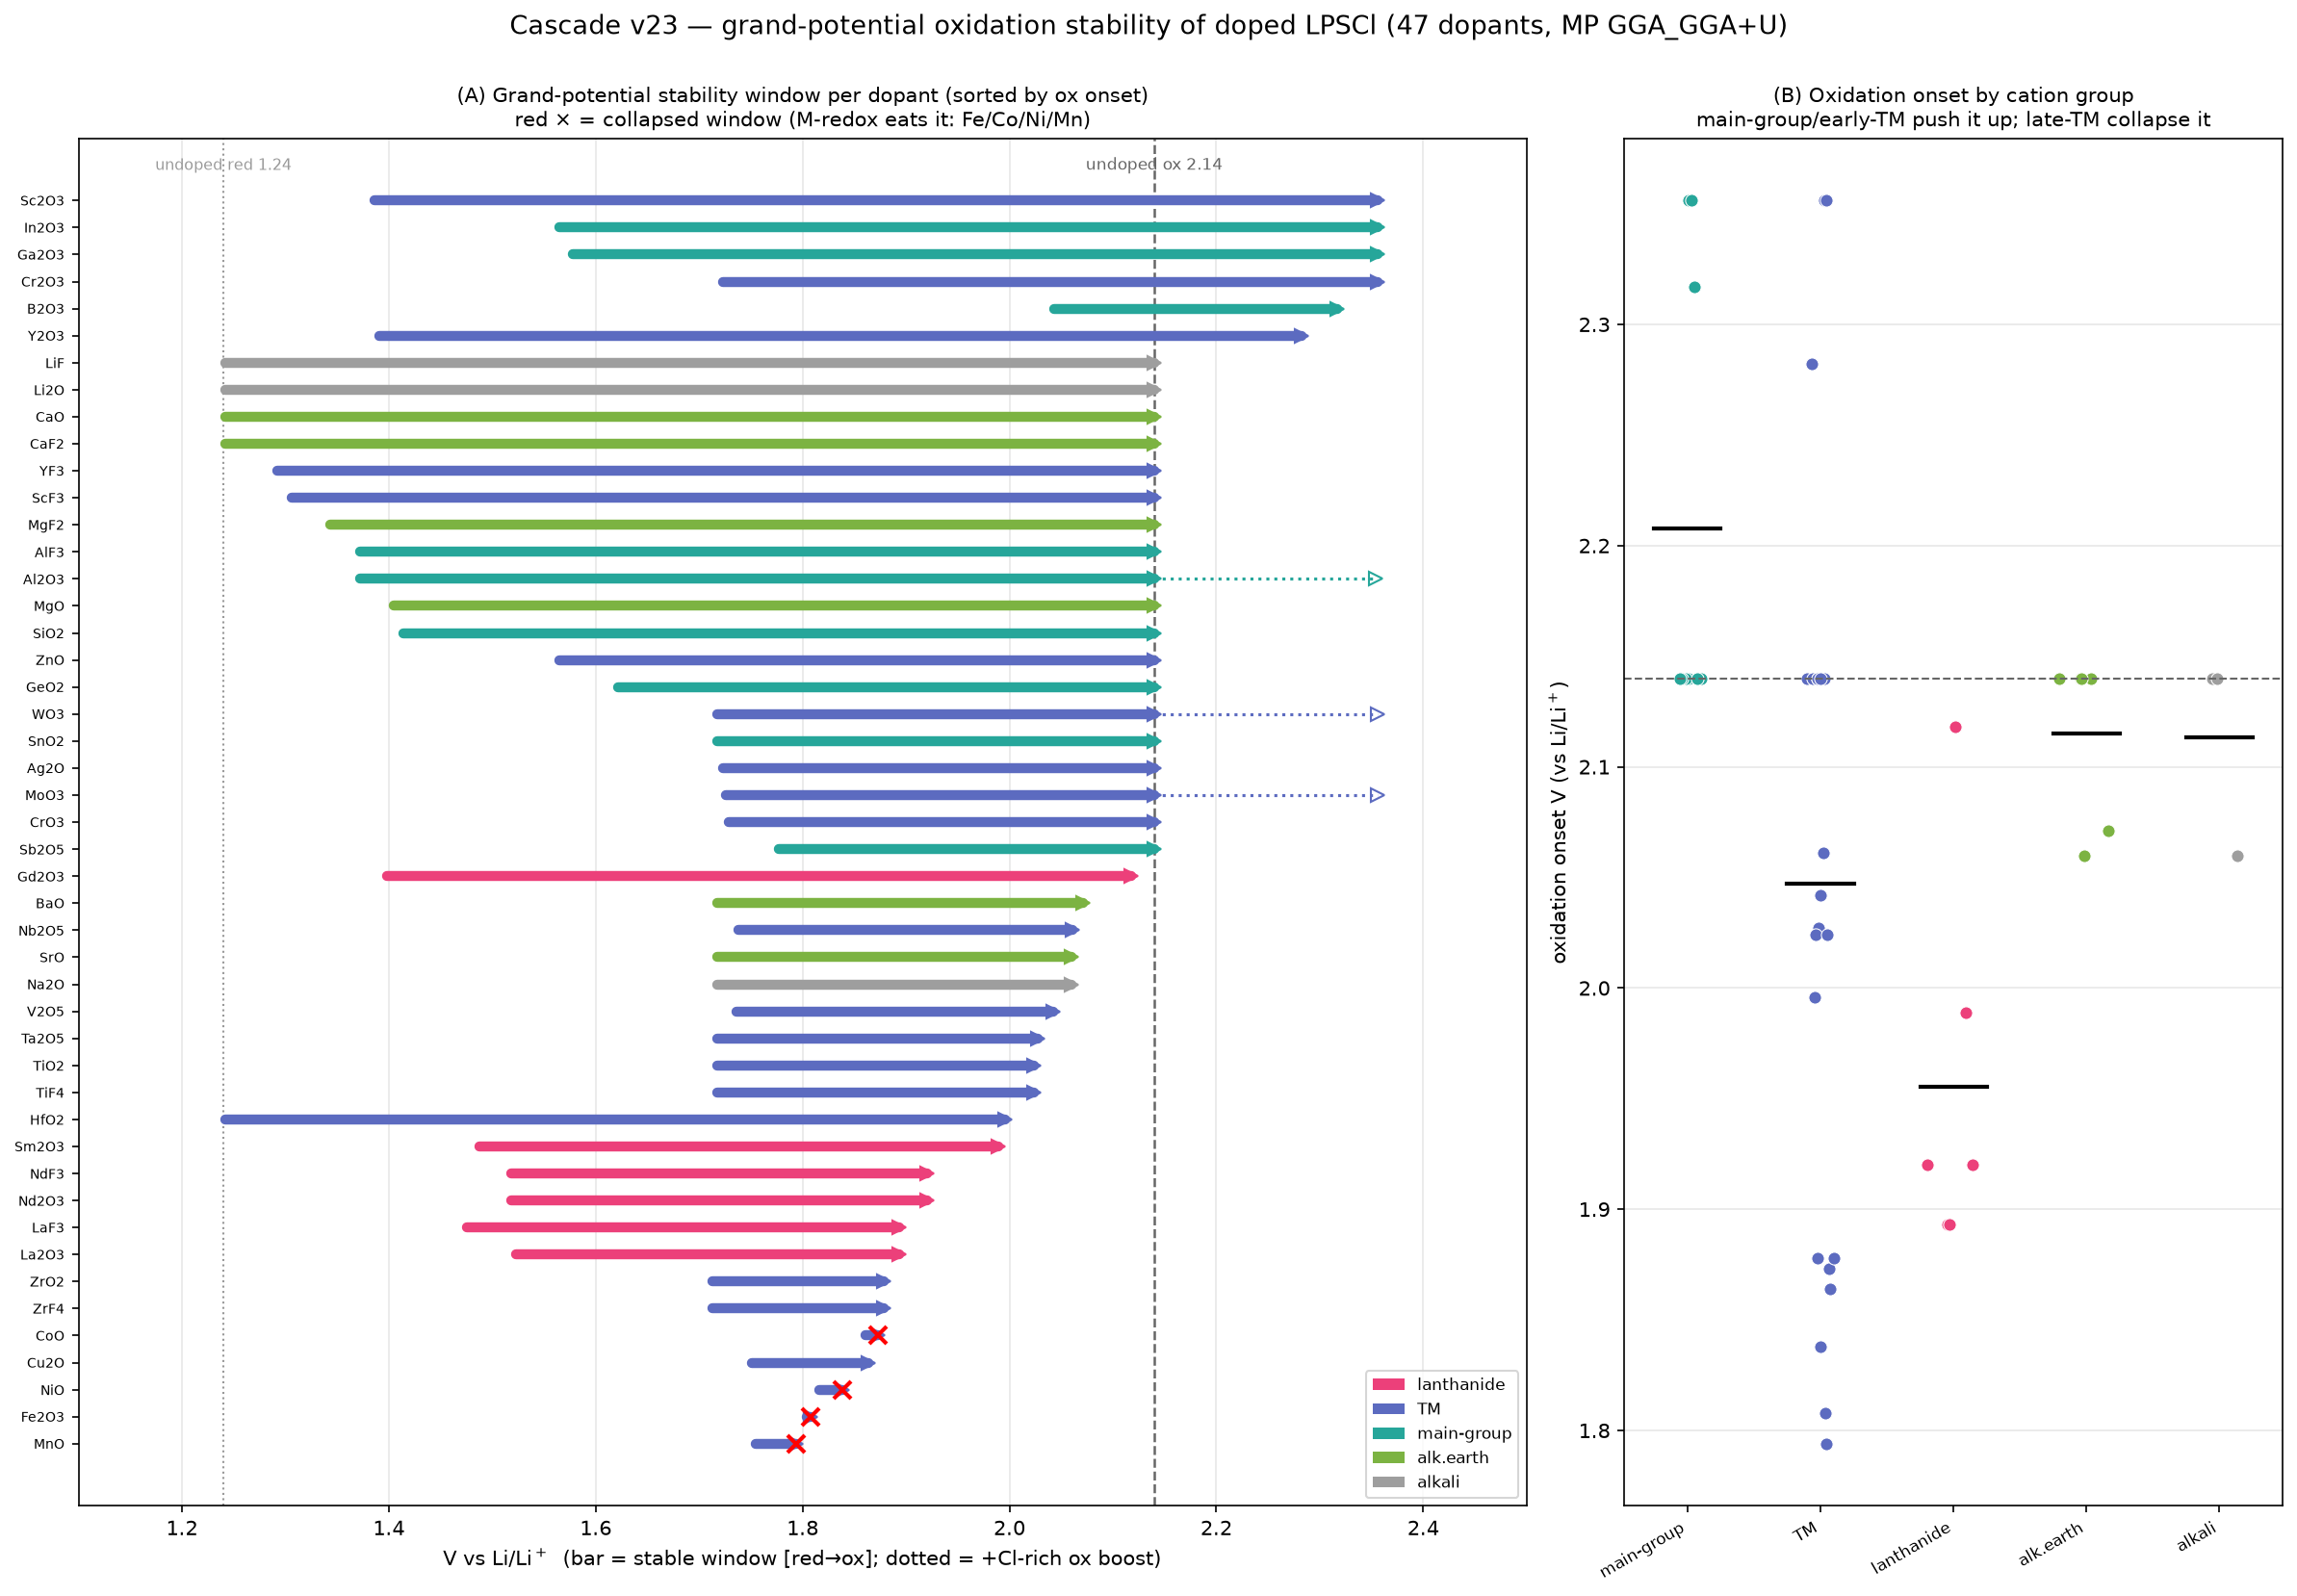 Cascade v23 — grand-potential oxidation stability of doped LPSCl (47 dopants, MP GGA_GGA+U)
(A) Grand-potential stability window per dopant (sorted by ox onset)
red × = collapsed window (M-redox eats it: Fe/Co/Ni/Mn)
undoped red 1.24
undoped ox 2.14
Sc2O3
In2O3
Ga2O3
Cr2O3
B2O3
Y2O3
LiF
Li2O
CaO
CaF2
YF3
ScF3
MgF2
AlF3
Al2O3
MgO
SiO2
ZnO
GeO2
WO3
SnO2
Ag2O
MoO3
CrO3
Sb2O5
Gd2O3
BaO
Nb2O5
SrO
Na2O
V2O5
Ta2O5
TiO2
TiF4
HfO2
Sm2O3
NdF3
Nd2O3
LaF3
La2O3
ZrO2
ZrF4
CoO
Cu2O
NiO
Fe2O3
MnO
lanthanide
TM
main-group
alk.earth
alkali
1.2 1.4 1.6 1.8 2.0 2.2 2.4
V vs Li/Li⁺ (bar = stable window [red→ox]; dotted = +Cl-rich ox boost)
(B) Oxidation onset by cation group
main-group/early-TM push it up; late-TM collapse it
oxidation onset V (vs Li/Li⁺)
2.3
2.2
2.1
2.0
1.9
1.8
main-group
TM
lanthanide
alk.earth
alkali